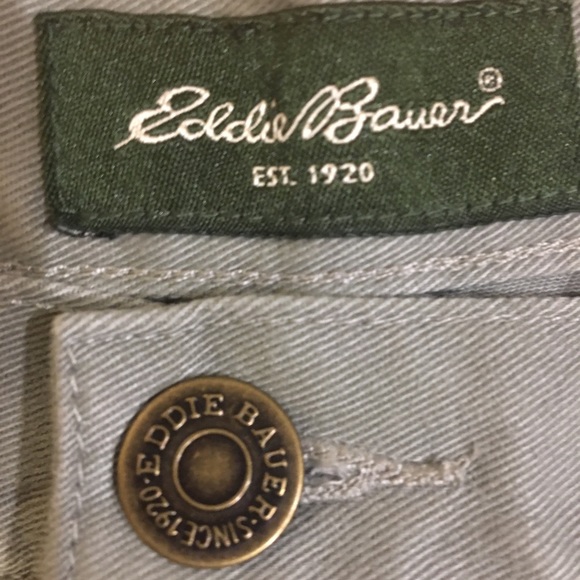 Eddie Bauer®
EST. 1920
EDDIE BAUER · SINCE 1920 ·